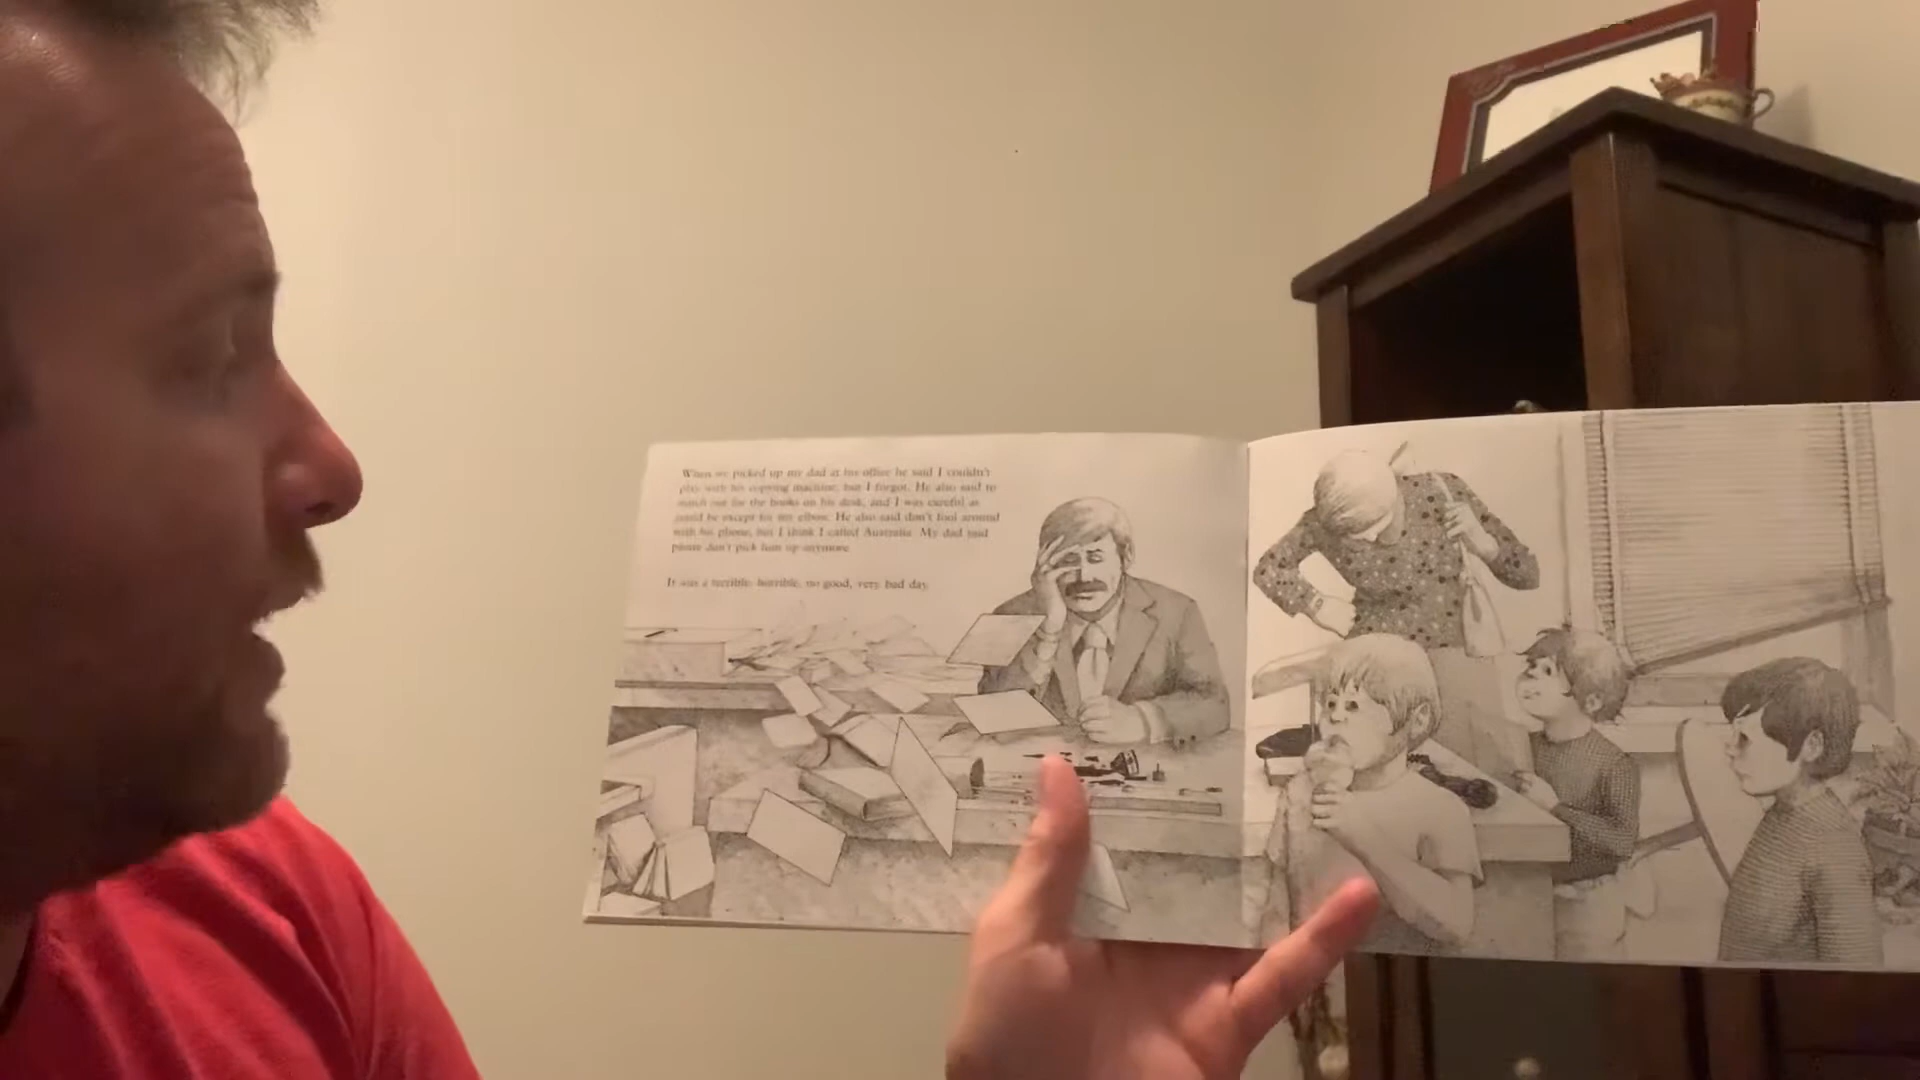 When we picked up my dad at his office he said I couldn't
play with his copying machine, but I forgot. He also said to
watch out for the books on his desk, and I was careful as
could be except for my elbow. He also said don't fool around
with his phone, but I think I called Australia. My dad said
please don't pick him up anymore.
It was a terrible, horrible, no good, very bad day.